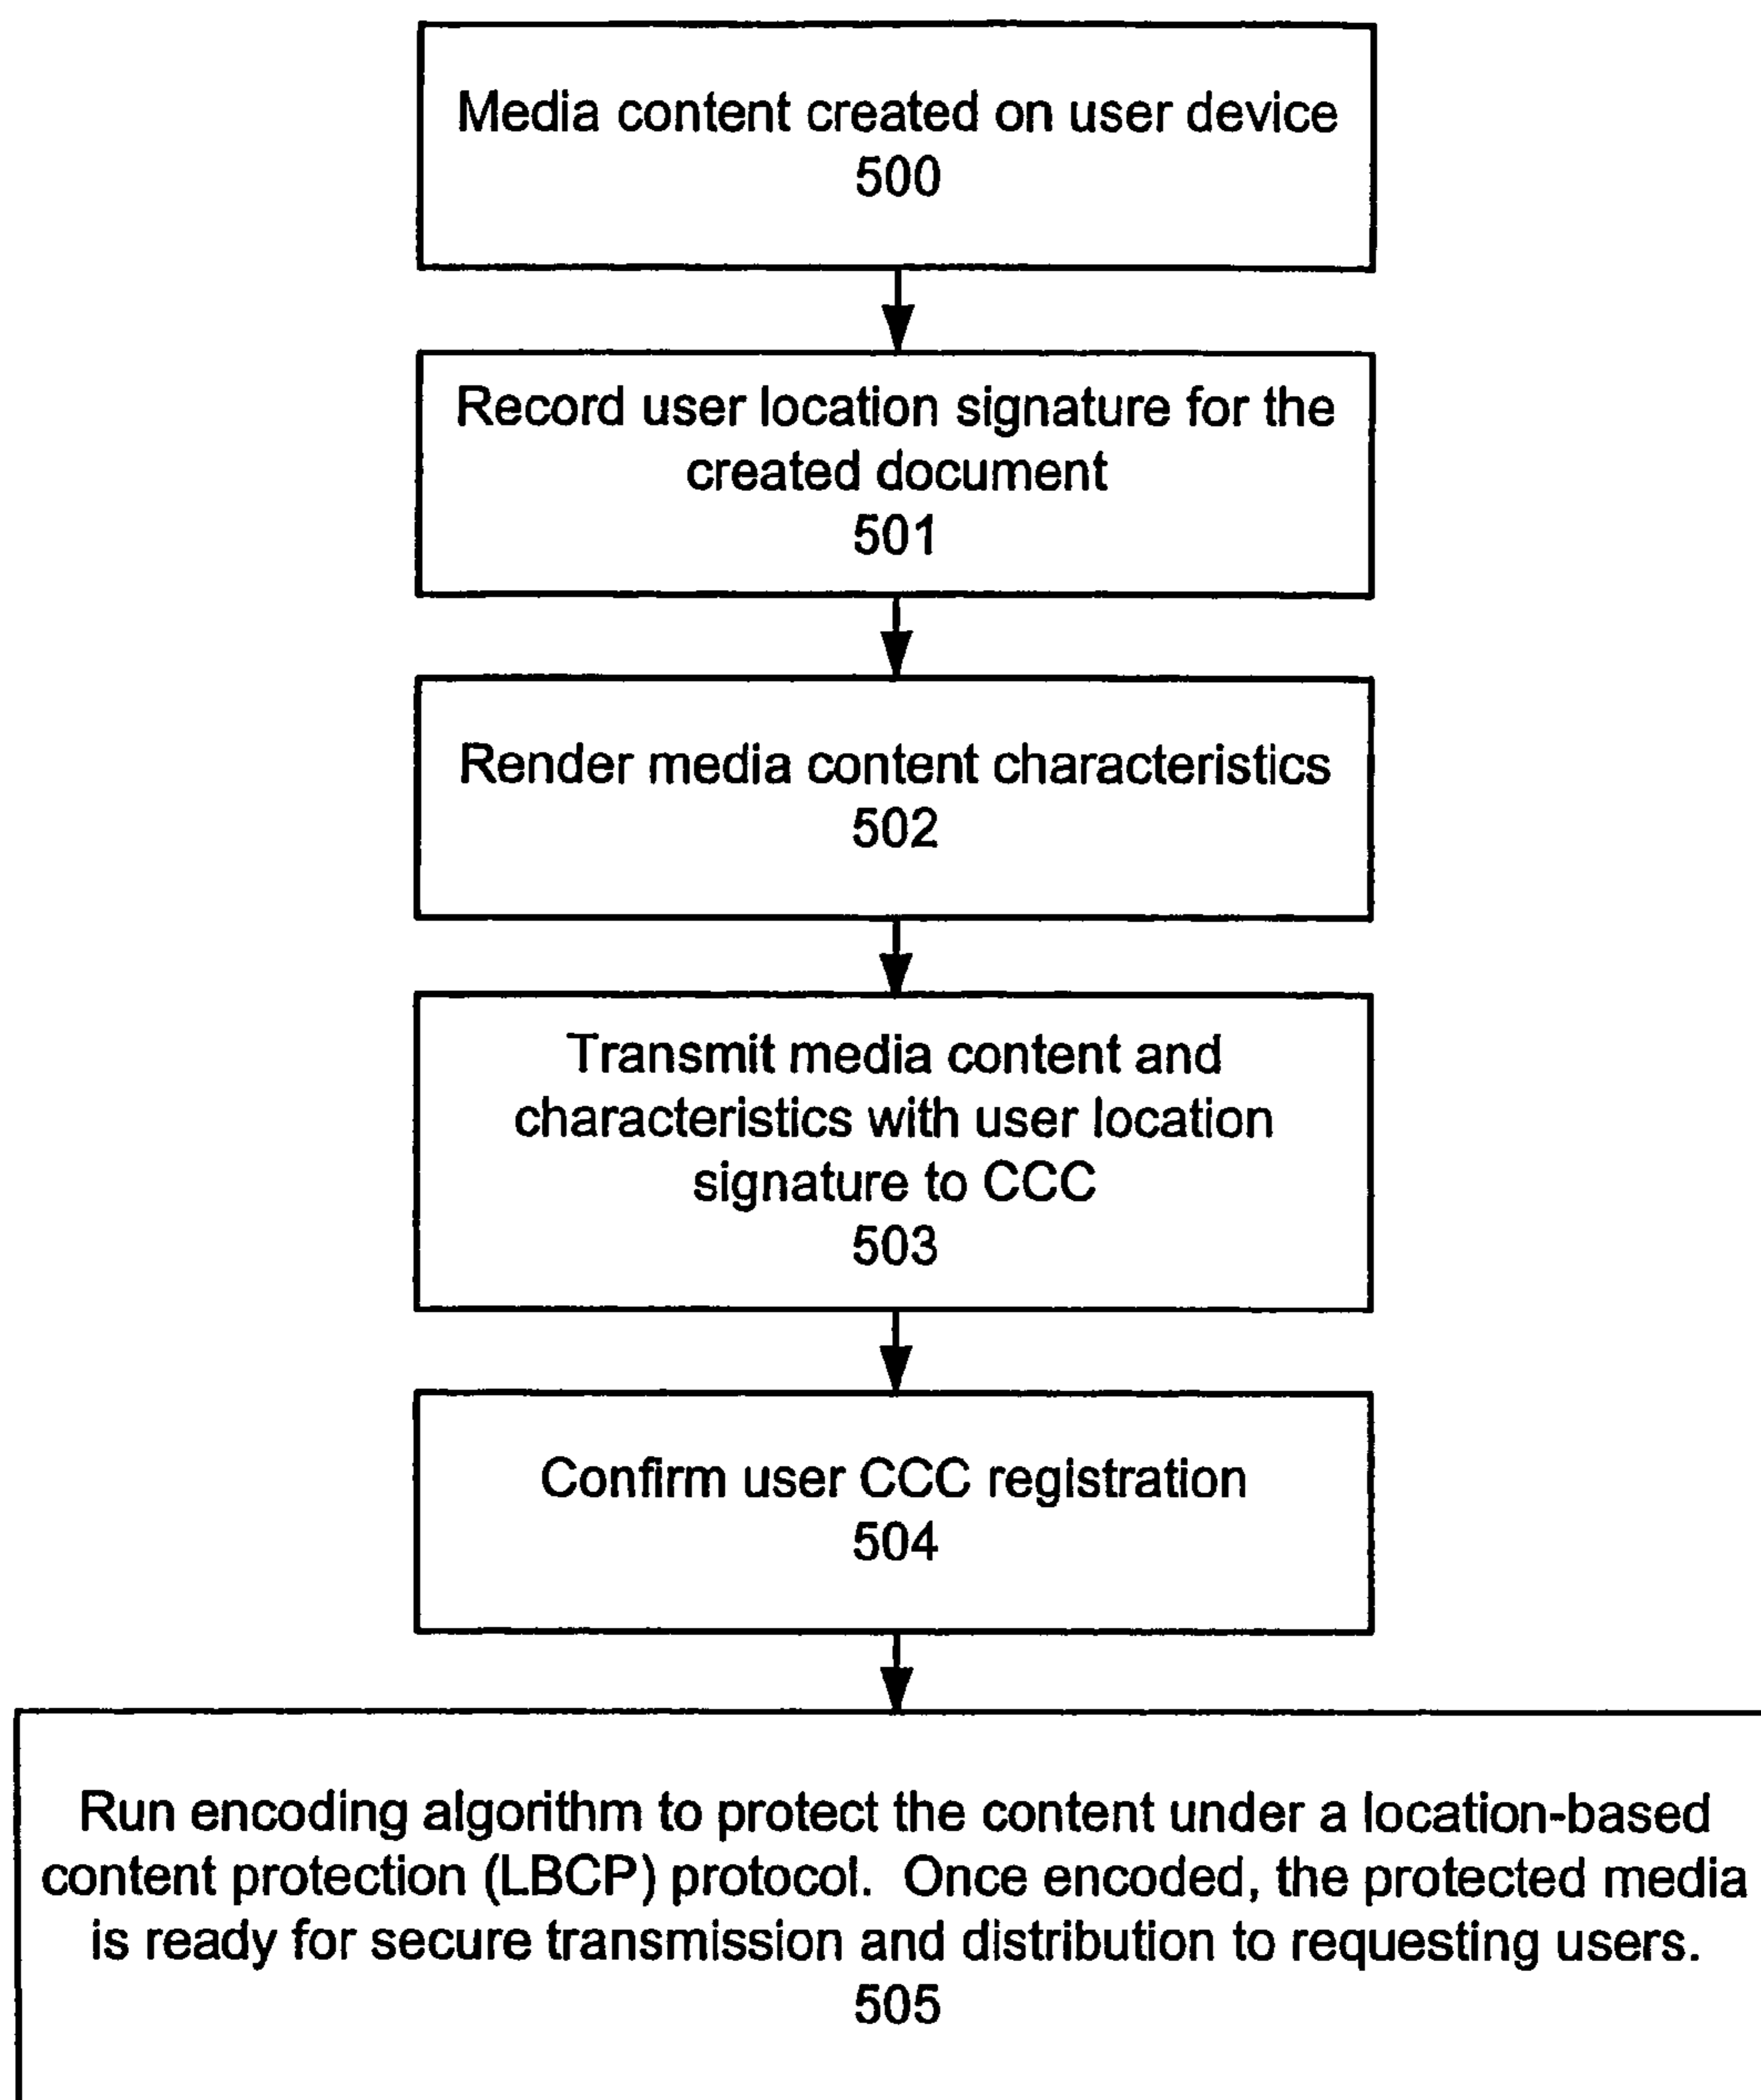 Media content created on user device
500
Record user location signature for the
created document
501
Render media content characteristics
502
Transmit media content and
characteristics with user location
signature to CCC
503
Confirm user CCC registration
504
Run encoding algorithm to protect the content under a location-based
content protection (LBCP) protocol.  Once encoded, the protected media
is ready for secure transmission and distribution to requesting users.
505